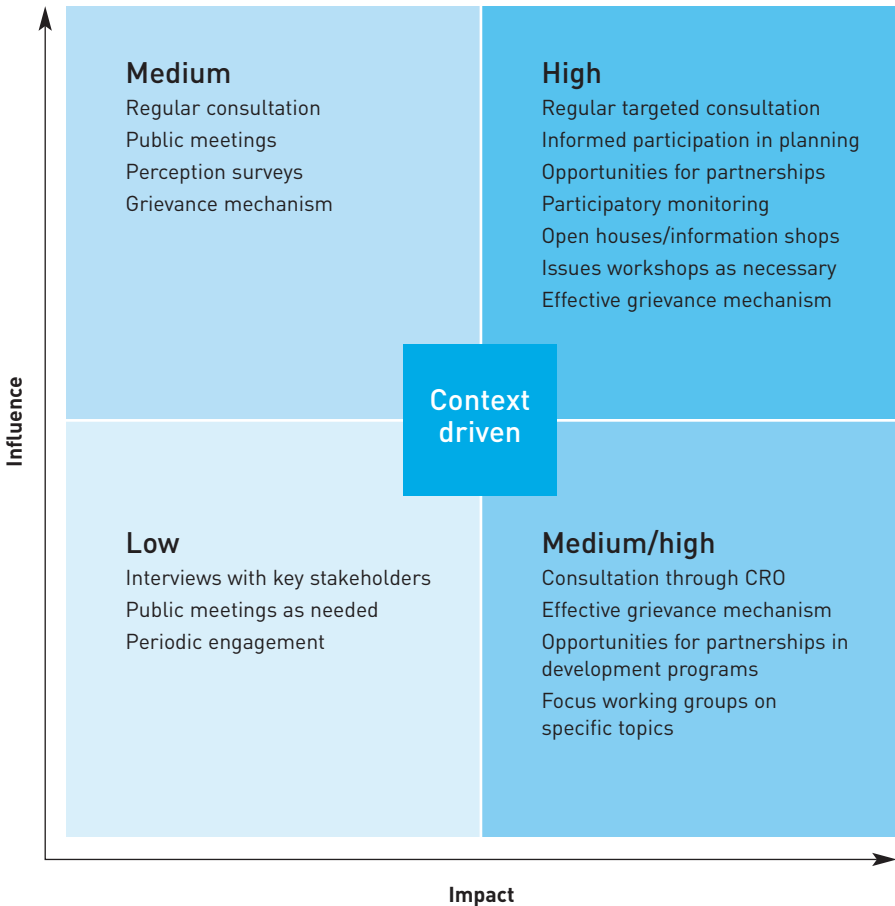 Medium
Regular consultation
Public meetings
Perception surveys
Grievance mechanism
High
Regular targeted consultation
Informed participation in planning
Opportunities for partnerships
Participatory monitoring
Open houses/information shops
Issues workshops as necessary
Effective grievance mechanism
Context
driven
Influence
Low
Interviews with key stakeholders
Public meetings as needed
Periodic engagement
Medium/high
Consultation through CRO
Effective grievance mechanism
Opportunities for partnerships in
development programs
Focus working groups on
specific topics
Impact